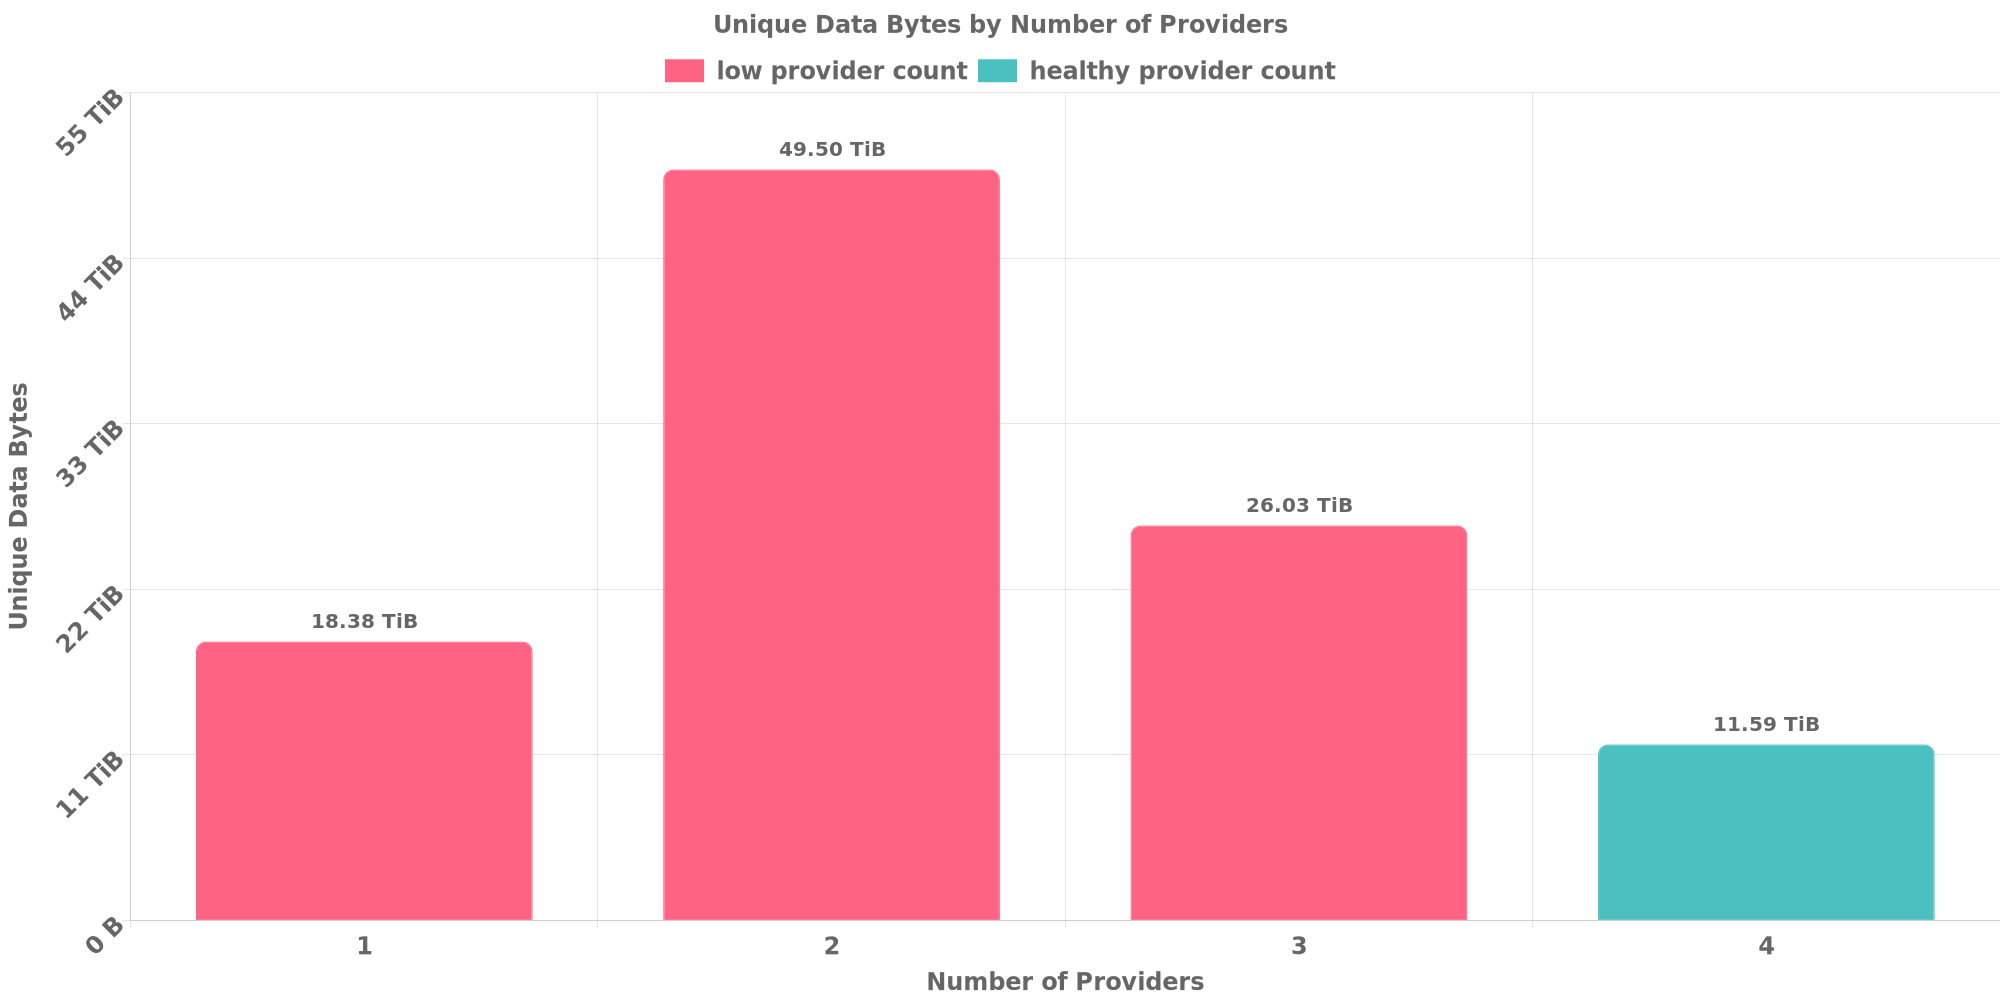 Unique Data Bytes by Number of Providers
low provider count healthy provider count
55 TiB
44 TiB
33 TiB
22 TiB
11 TiB
0 B
Unique Data Bytes
18.38 TiB
49.50 TiB
26.03 TiB
11.59 TiB
1 2 3 4
Number of Providers